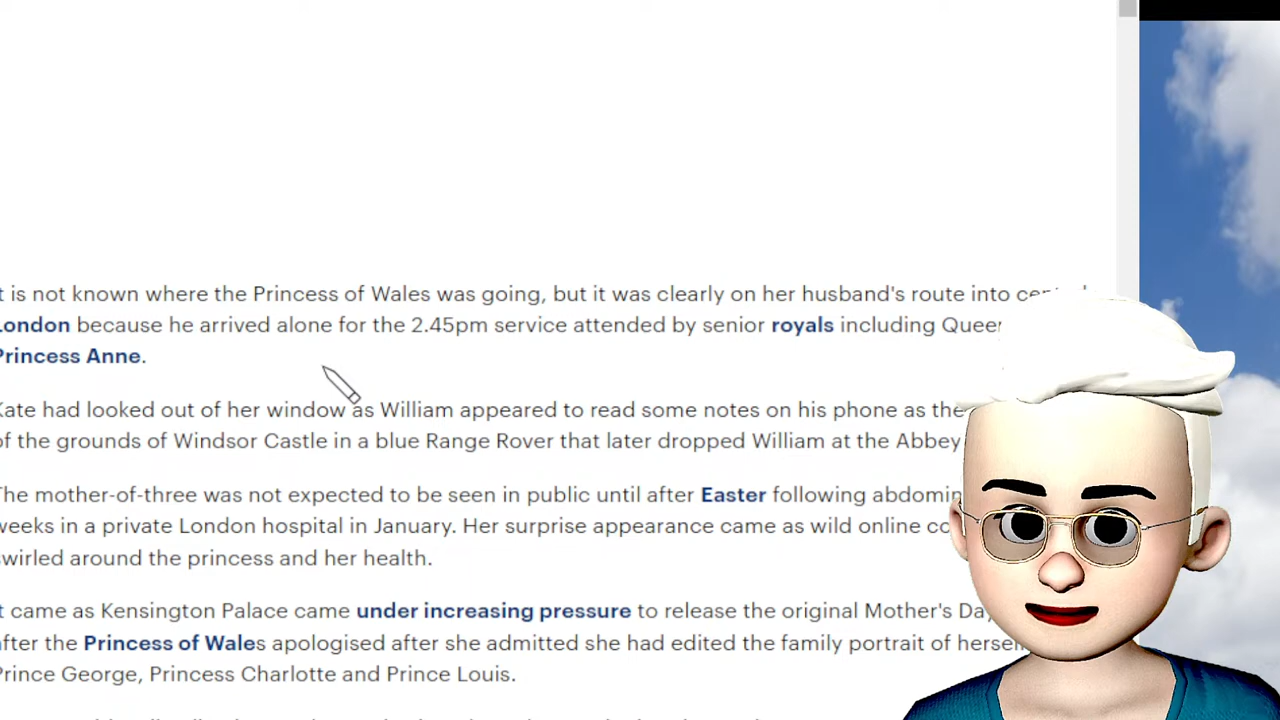 is not known where the Princess of Wales was going, but it was clearly on her husband's route into
London because he arrived alone for the 2.45pm service attended by senior royals including
Princess Anne.
Kate had looked out of her window as William appeared to read some notes on his phone as the
of the grounds of Windsor Castle in a blue Range Rover that later dropped William at the Abbey
The mother-of-three was not expected to be seen in public until after Easter following
weeks in a private London hospital in January. Her surprise appearance came as wild online
swirled around the princess and her health.
came as Kensington Palace came under increasing pressure to release the original Mother's Day
after the Princess of Wales apologised after she admitted she had edited the family portrait of
Prince George, Princess Charlotte and Prince Louis.